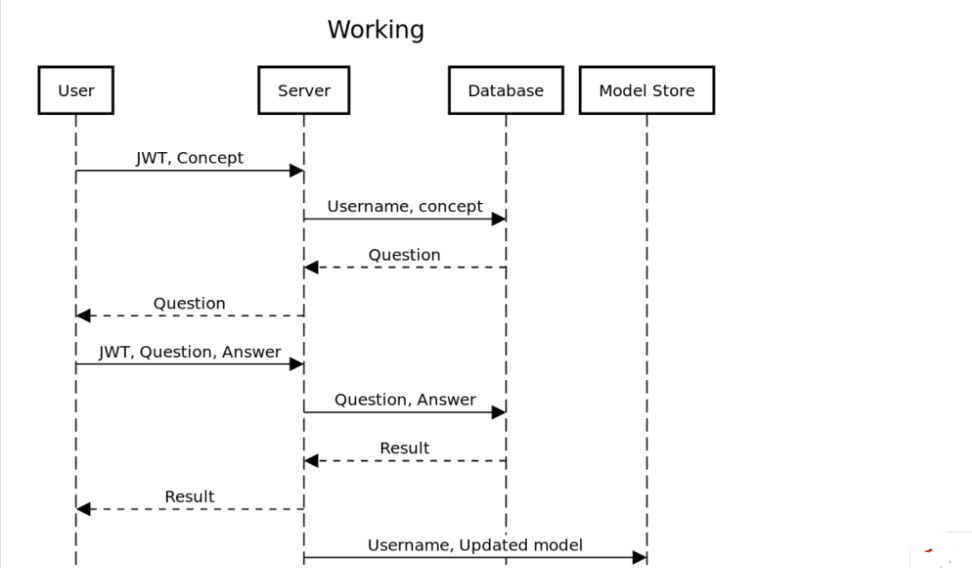 Working
User
Server
Database
Model Store
JWT, Concept
Username, concept
Question
Question
JWT, Question, Answer
Question, Answer
Result
Result
Username, Updated model